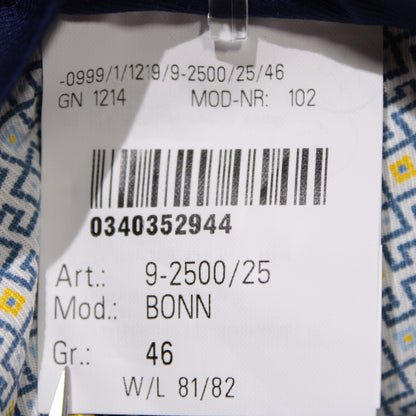 -0999/1/1219/9-2500/25/46
GN 1214 MOD-NR: 102
0340352944
Art.: 9-2500/25
Mod.: BONN
Gr.: 46
W/L 81/82